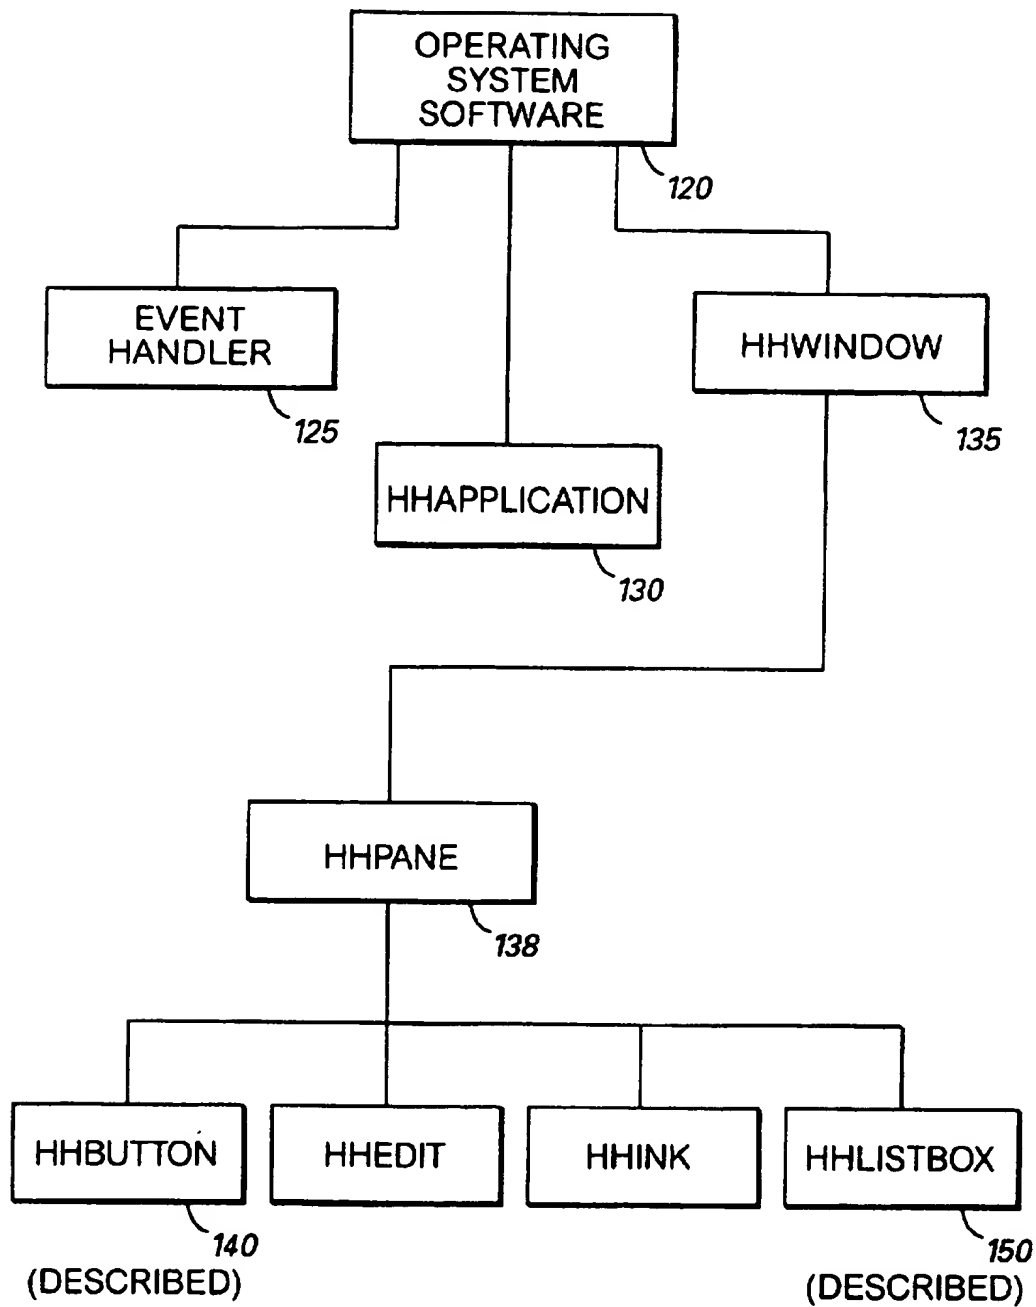 OPERATING
SYSTEM
SOFTWARE
120
EVENT
HANDLER
125
HHWINDOW
135
HHAPPLICATION
130
HHPANE
138
HHBUTTON
HHEDIT
HHINK
HHLISTBOX
140
150
(DESCRIBED)
(DESCRIBED)